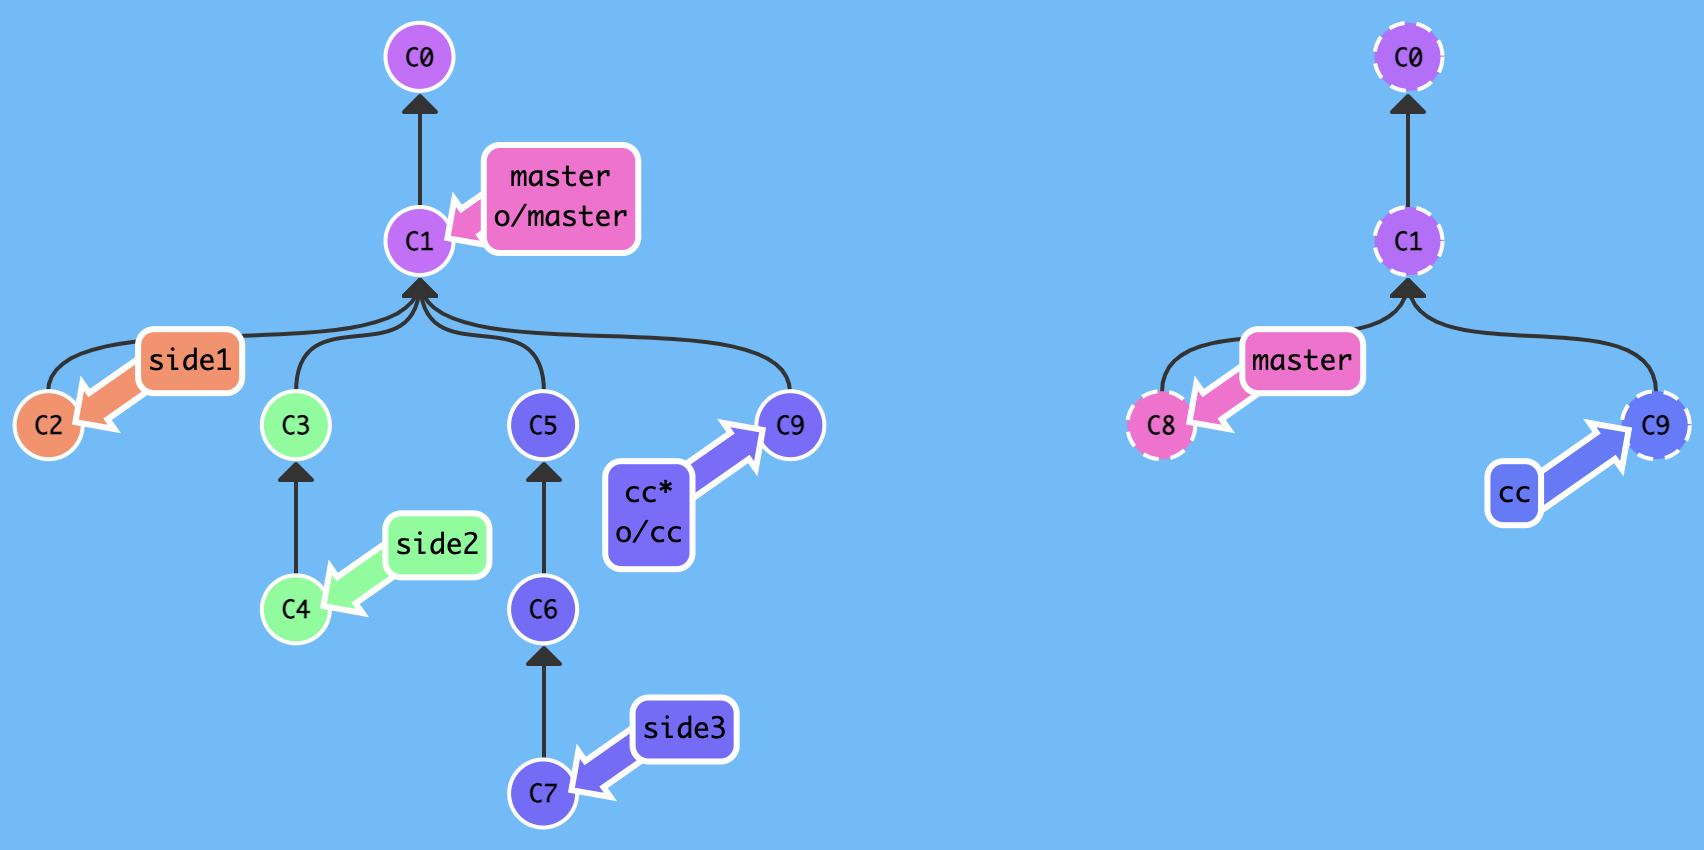 C0
C0
master
o/master
C1
C1
side1
master
C2
C3
C5
C9
C8
C9
cc*
o/cc
cc
side2
C4
C6
side3
C7